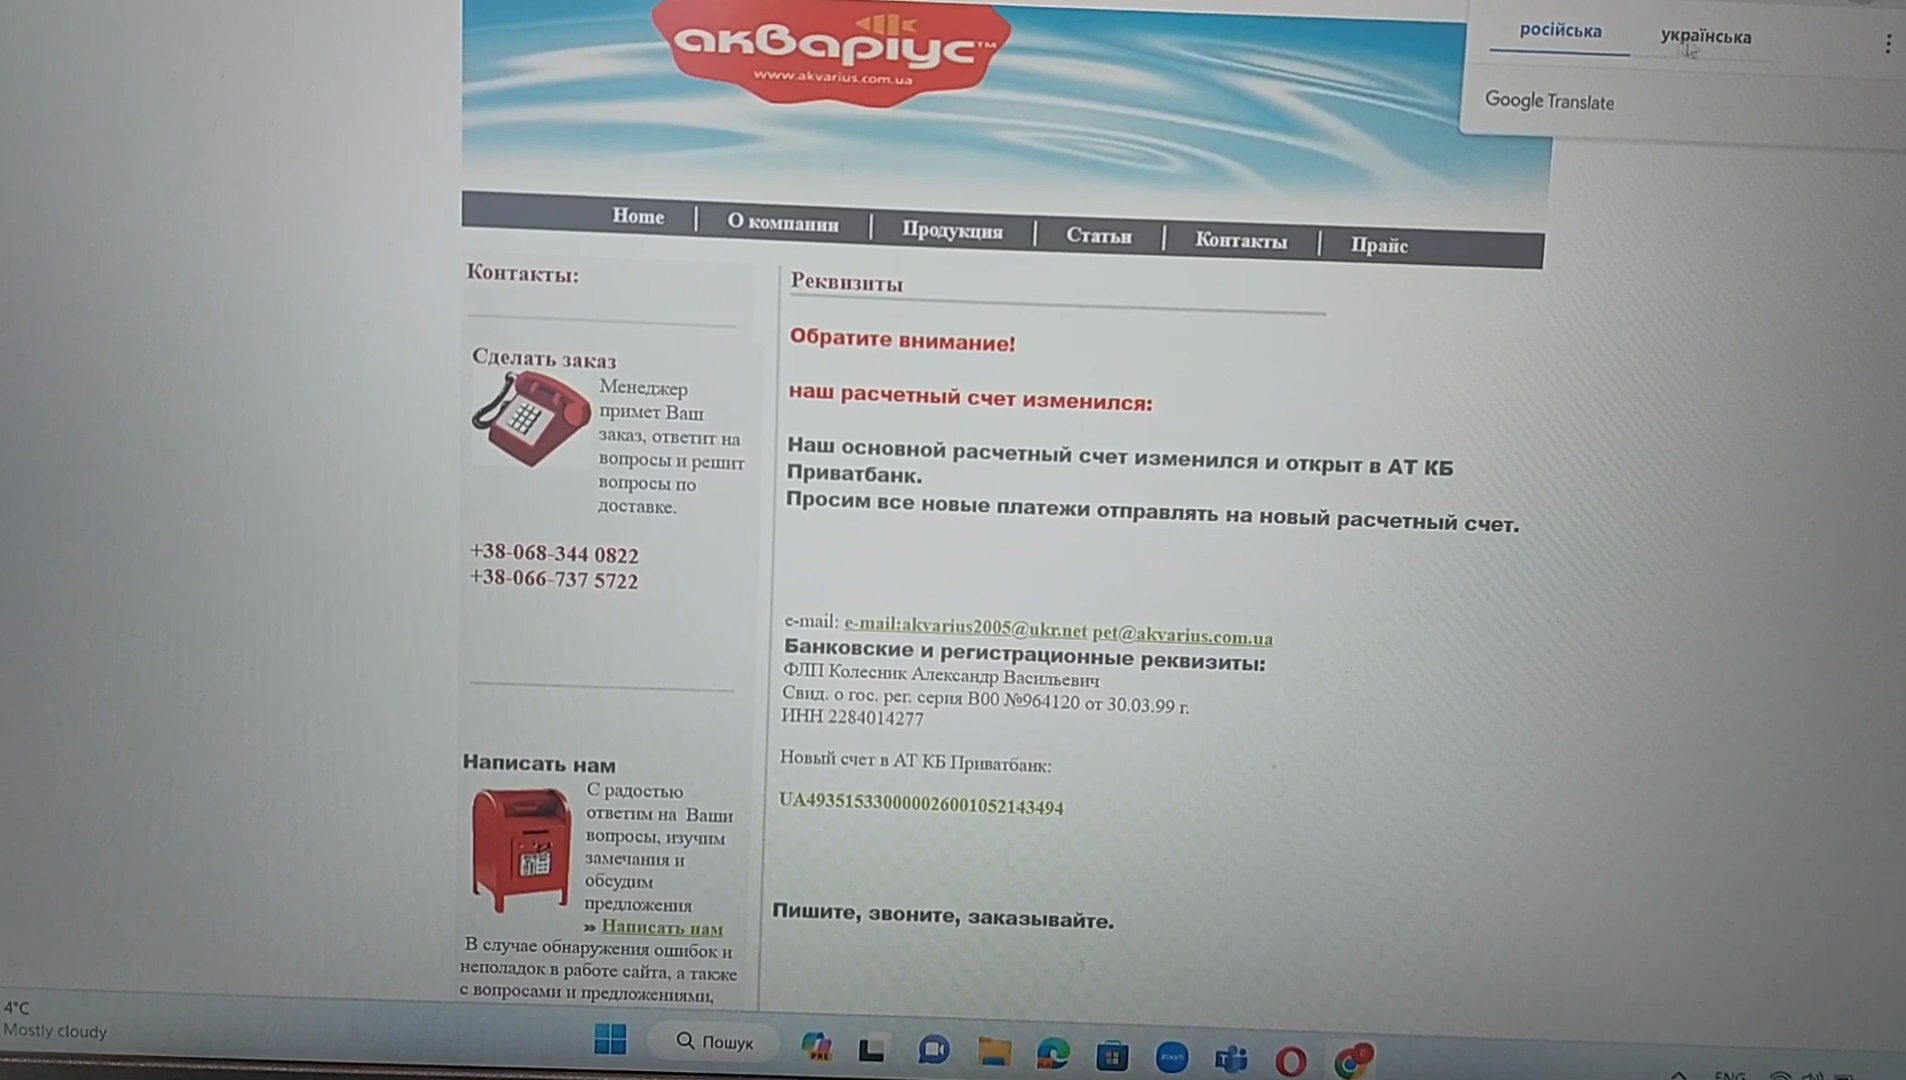 акваріус™
www.akvarius.com.ua
російська
українська
Google Translate
Home
О компании
Продукция
Статьи
Контакты
Прайс
Контакты:
Сделать заказ
Менеджер
примет Ваш
заказ, ответит на
вопросы и решит
вопросы по
доставке.
+38-068-344 0822
+38-066-737 5722
Написать нам
С радостью
ответим на Ваши
вопросы, изучим
замечания и
обсудим
предложения
» Написать нам
В случае обнаружения ошибок и
неполадок в работе сайта, а также
с вопросами и предложениями,
Реквизиты
Обратите внимание!
наш расчетный счет изменился:
Наш основной расчетный счет изменился и открыт в АТ КБ
Приватбанк.
Просим все новые платежи отправлять на новый расчетный счет.
e-mail: e-mail:akvarius2005@ukr.net pet@akvarius.com.ua
Банковские и регистрационные реквизиты:
ФЛП Колесник Александр Васильевич
Свид. о гос. рег. серия В00 №964120 от 30.03.99 г.
ИНН 2284014277
Новый счет в АТ КБ Приватбанк:
UA493515330000026001052143494
Пишите, звоните, заказывайте.
4°C
Mostly cloudy
Пошук
PRE
zoom
ENG